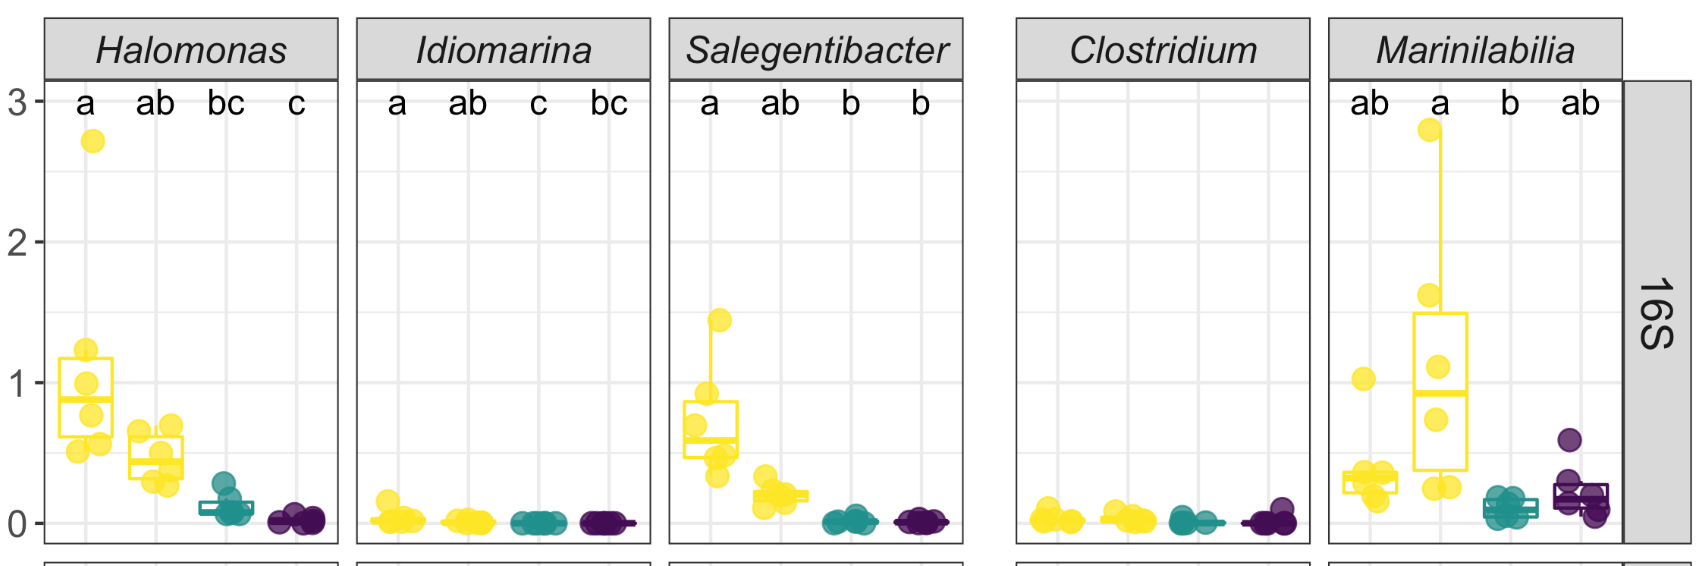 Halomonas Idiomarina Salegentibacter Clostridium Marinilabilia
3 a ab bc c a ab c bc a ab b b ab a b ab
2
1
0
16S